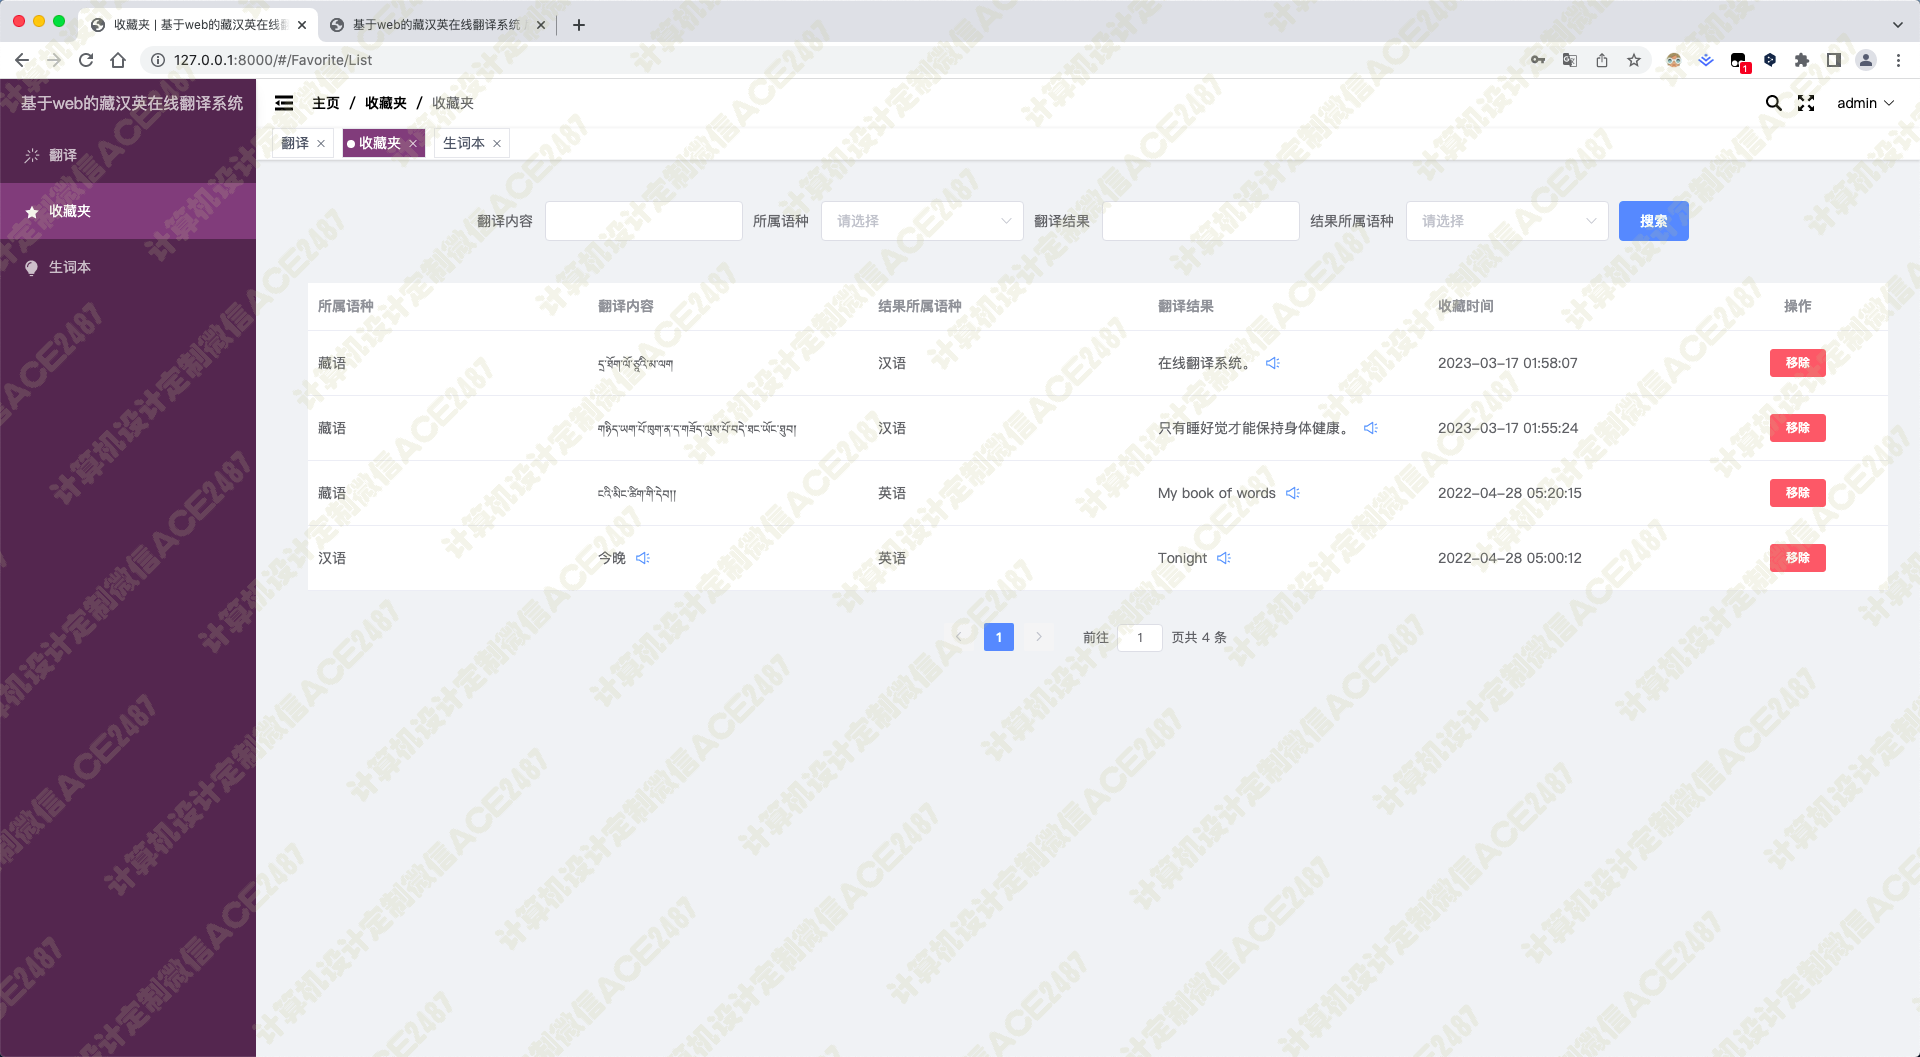 收藏夹 | 基于web的藏汉英在线翻
基于web的藏汉英在线翻译系统
127.0.0.1:8000/#/Favorite/List
1
基于web的藏汉英在线翻译系统
主页 / 收藏夹 / 收藏夹
admin
翻译
收藏夹
生词本
翻译
收藏夹
生词本
翻译内容
所属语种 请选择
翻译结果
结果所属语种 请选择
搜索
所属语种 翻译内容 结果所属语种 翻译结果 收藏时间 操作
藏语 དྲ་ཐོག་ལོ་ཙཱའི་མ་ལག 汉语 在线翻译系统。 2023-03-17 01:58:07 移除
藏语 གཉིད་ཡག་པོ་ཁུག་ན་ད་གཟོད་ལུས་པོ་བདེ་ཐང་ཡོང་ཐུབ། 汉语 只有睡好觉才能保持身体健康。 2023-03-17 01:55:24 移除
藏语 ངའི་མིང་ཚིག་གི་དེབ།། 英语 My book of words 2022-04-28 05:20:15 移除
汉语 今晚 英语 Tonight 2022-04-28 05:00:12 移除
1 前往 1 页共 4 条
计算机设计定制微信ACE2487